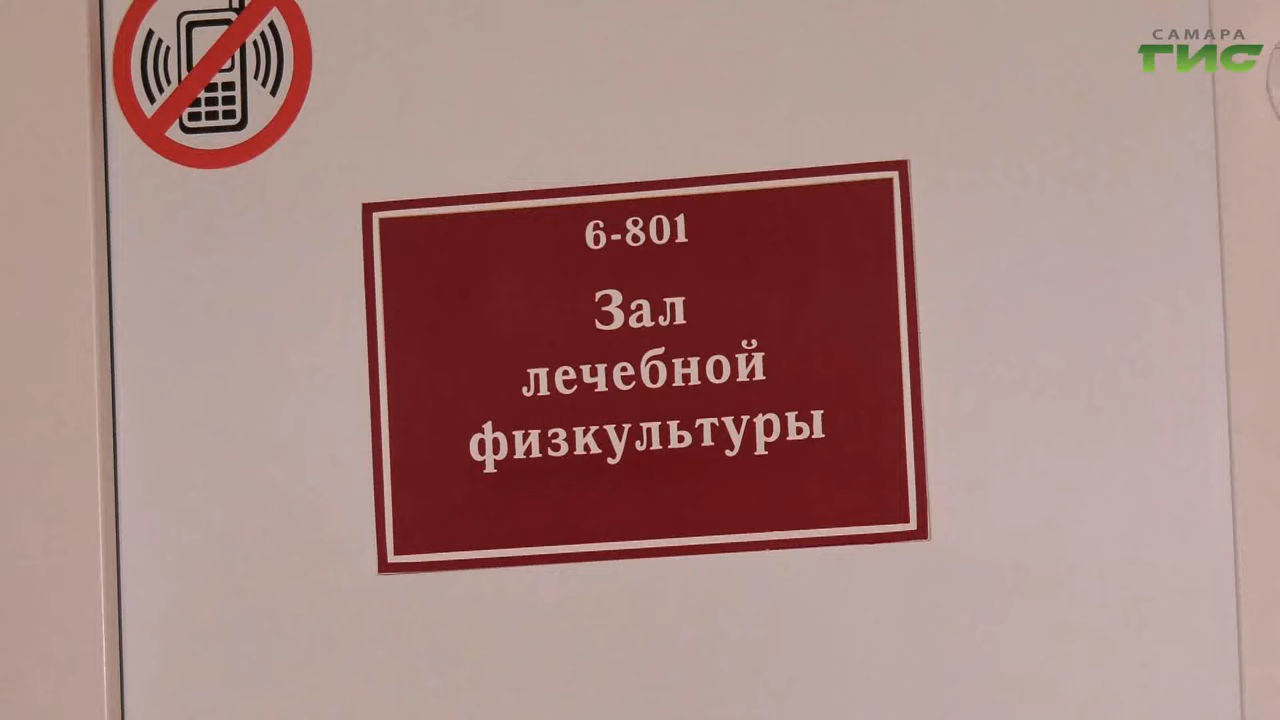 САМАРА
ГИС
6-801
Зал
лечебной
физкультуры